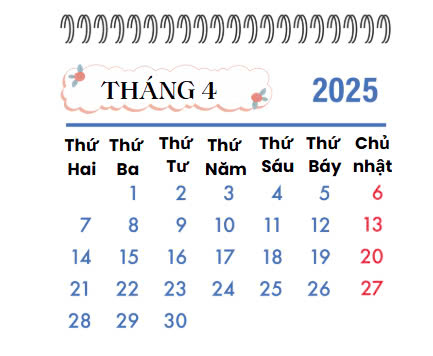 THÁNG 4 2025
Thứ Hai Thứ Ba Thứ Tư Thứ Năm Thứ Sáu Thứ Báy Chủ nhật
1 2 3 4 5 6
7 8 9 10 11 12 13
14 15 16 17 18 19 20
21 22 23 24 25 26 27
28 29 30